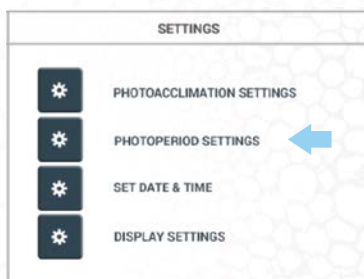 SETTINGS
PHOTOACCLIMATION SETTINGS
PHOTOPERIOD SETTINGS
SET DATE & TIME
DISPLAY SETTINGS